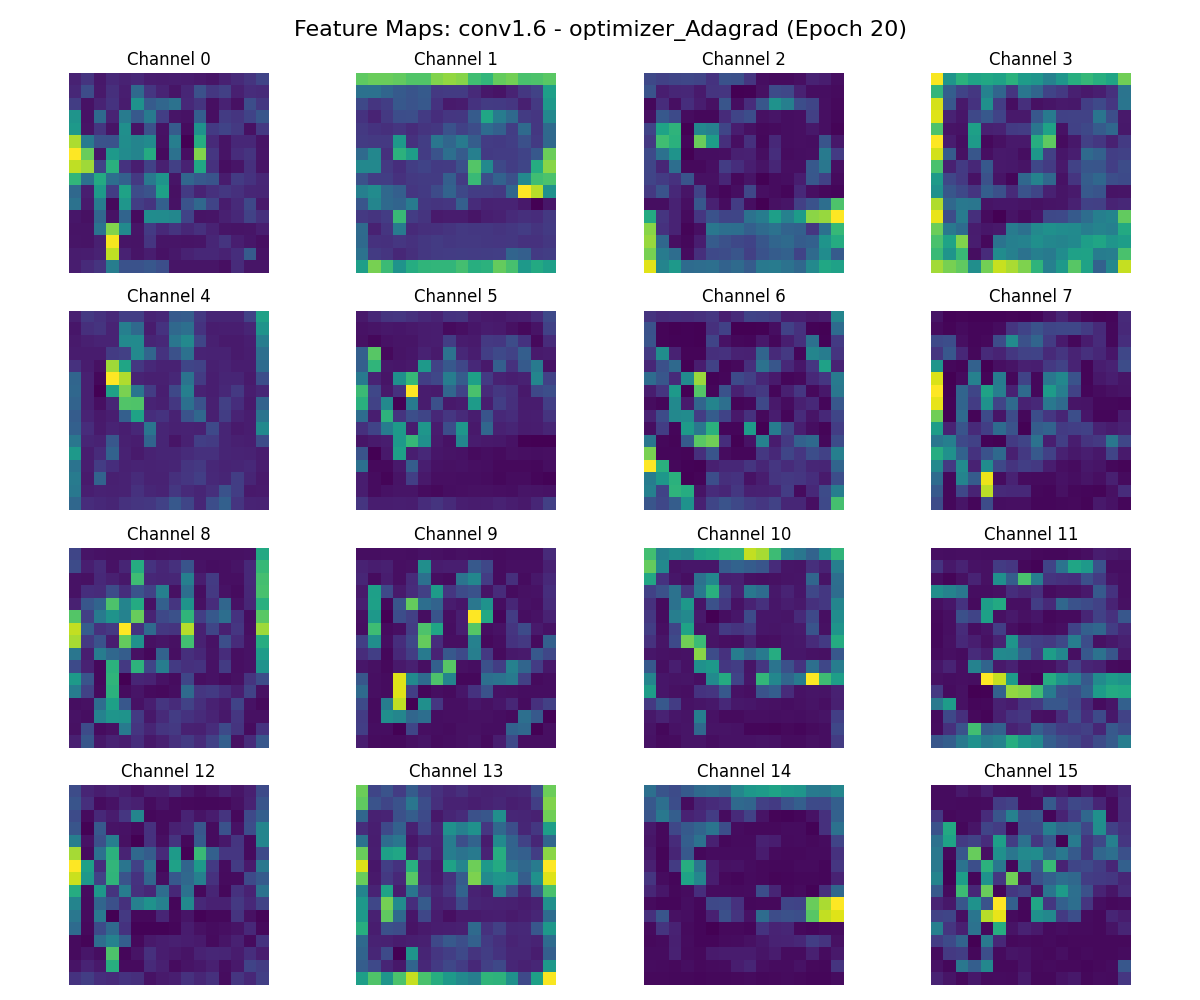 Feature Maps: conv1.6 - optimizer_Adagrad (Epoch 20)
Channel 0
Channel 1
Channel 2
Channel 3
Channel 4
Channel 5
Channel 6
Channel 7
Channel 8
Channel 9
Channel 10
Channel 11
Channel 12
Channel 13
Channel 14
Channel 15